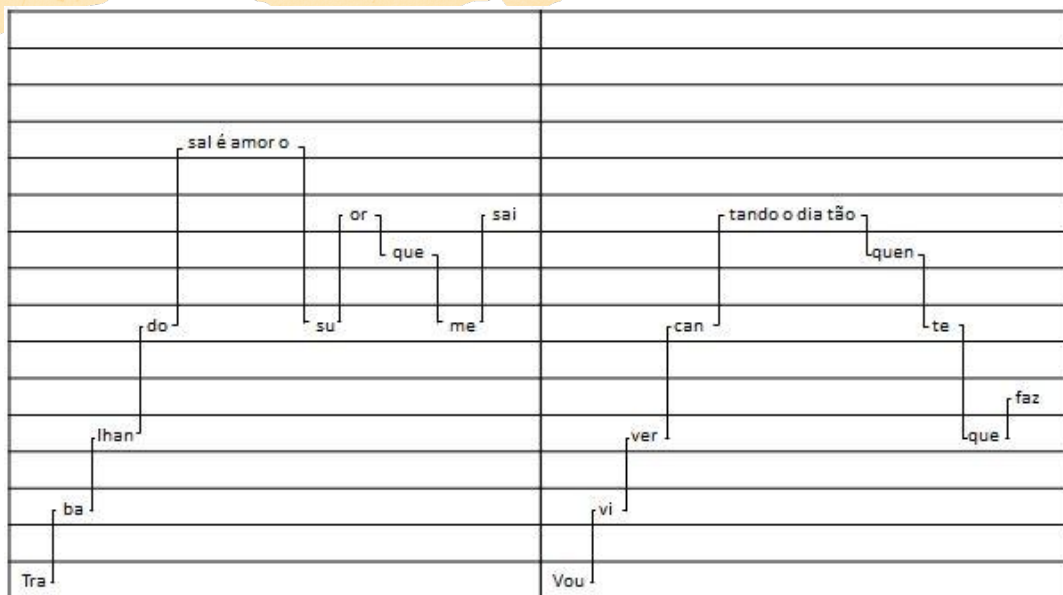 Tra ba lhan do sal é amor o su or que me sai
Vou vi ver can tando o dia tão quen te que faz